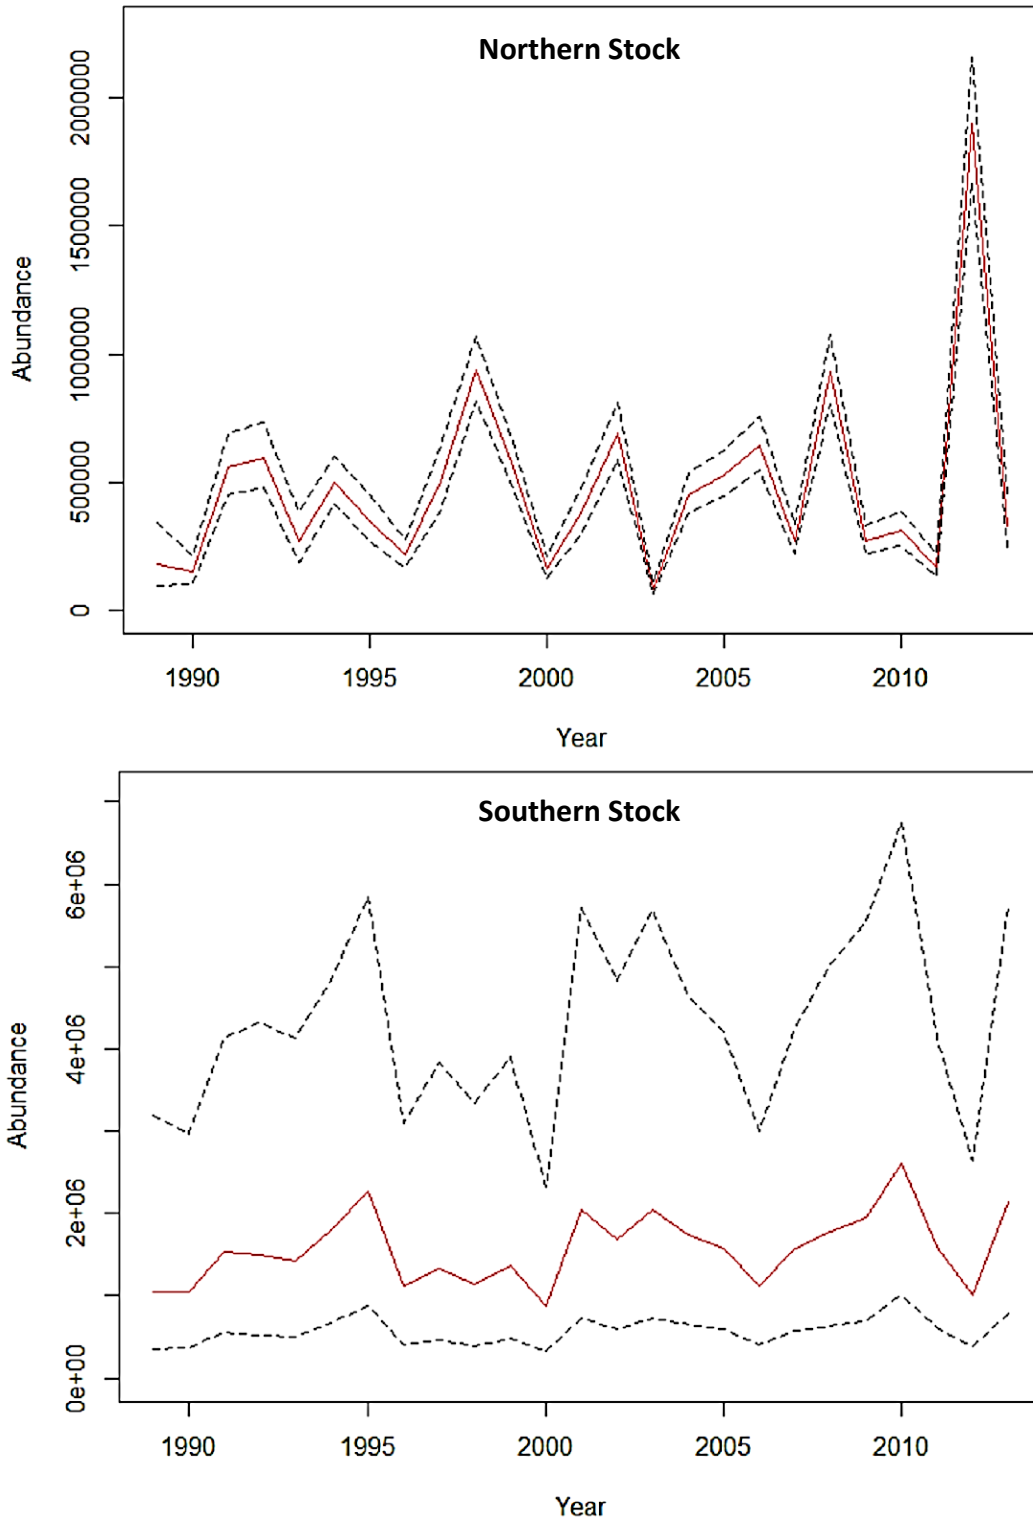 Northern Stock
Abundance
2000000
1500000
1000000
500000
0
1990 1995 2000 2005 2010
Year
Southern Stock
Abundance
6e+06
4e+06
2e+06
0e+00
1990 1995 2000 2005 2010
Year